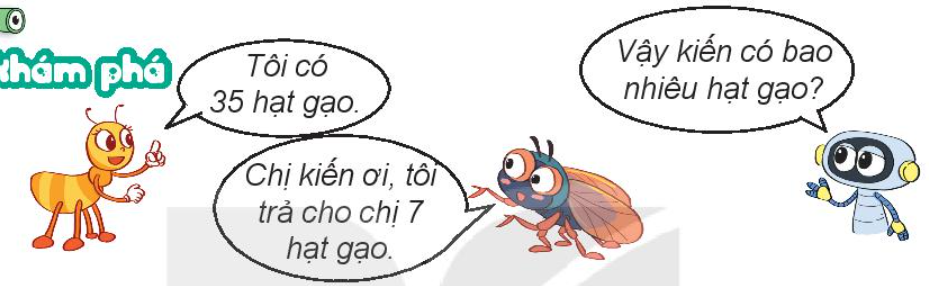 Khám phá
Tôi có
35 hạt gạo.
Chị kiến ơi, tôi
trả cho chị 7
hạt gạo.
Vậy kiến có bao
nhiêu hạt gạo?